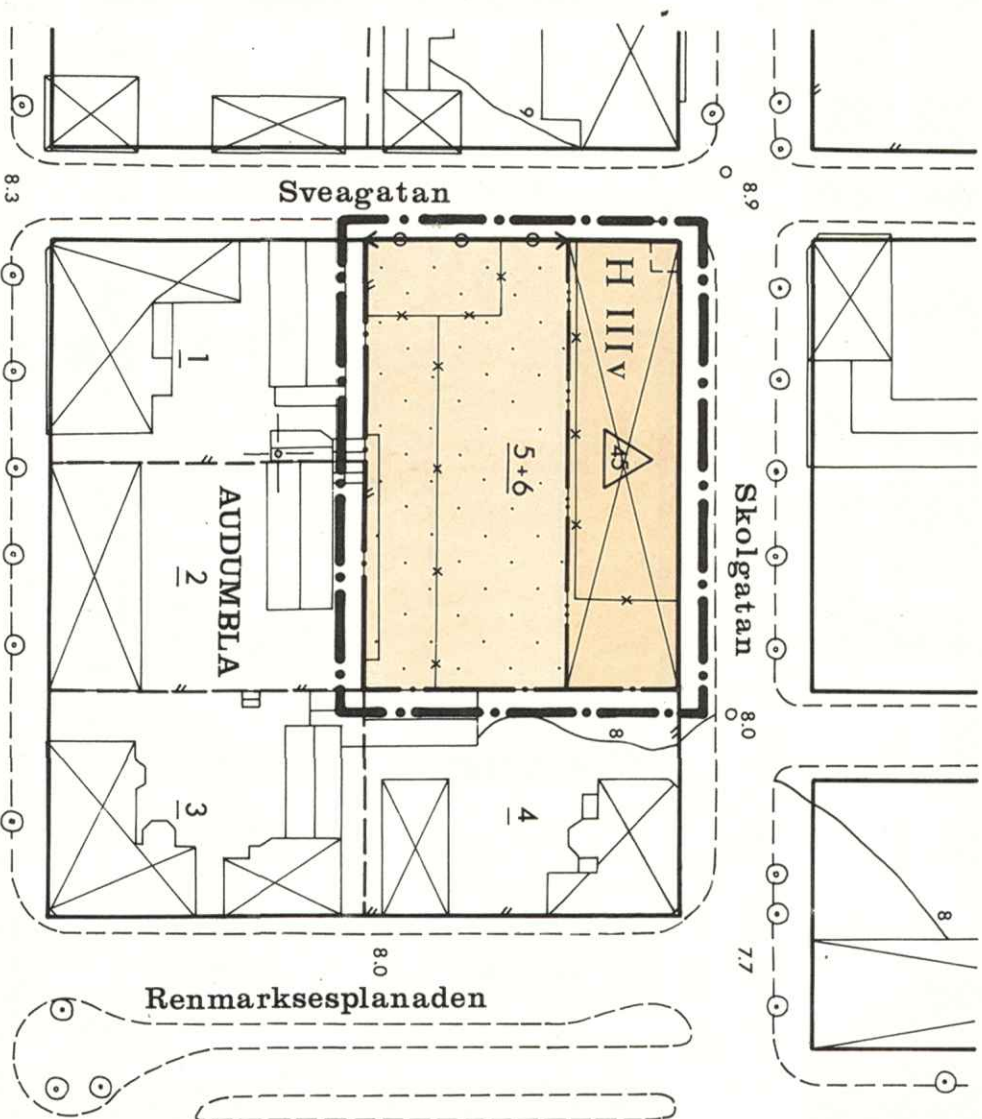 9
Sveagatan
8.3
8.9
H III v
45
1
5+6
Skolgatan
AUDUMBLA
2
8.0
8
3
4
8
8.0
7.7
Renmarksesplanaden